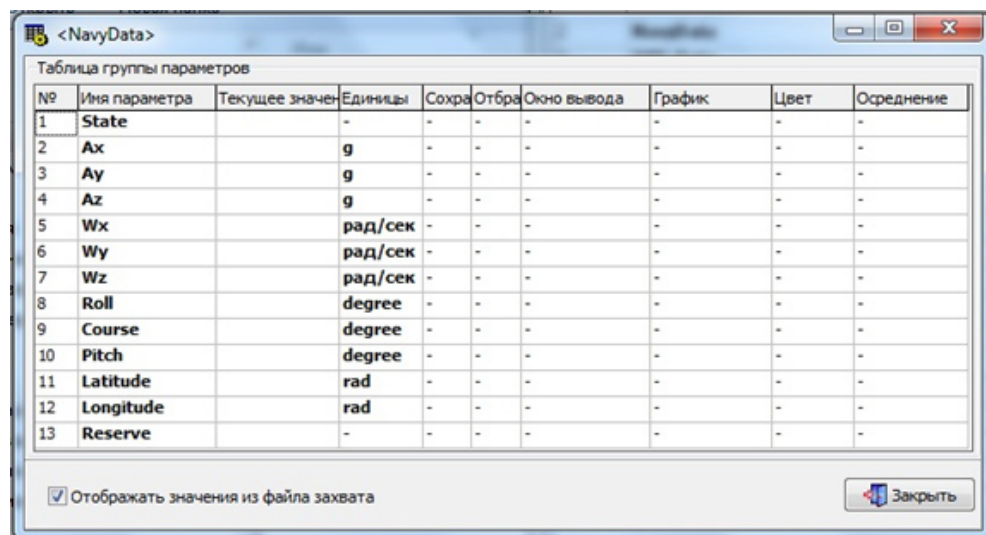 <NavyData>
Таблица группы параметров
№ Имя параметра Текущее значен Единицы Сохра Отбра Окно вывода График Цвет Осреднение
1 State - - - - - - -
2 Ax g - - - - - -
3 Ay g - - - - - -
4 Az g - - - - - -
5 Wx рад/сек - - - - - -
6 Wy рад/сек - - - - - -
7 Wz рад/сек - - - - - -
8 Roll degree - - - - - -
9 Course degree - - - - - -
10 Pitch degree - - - - - -
11 Latitude rad - - - - - -
12 Longitude rad - - - - - -
13 Reserve - - - - - - -
Отображать значения из файла захвата
Закрыть